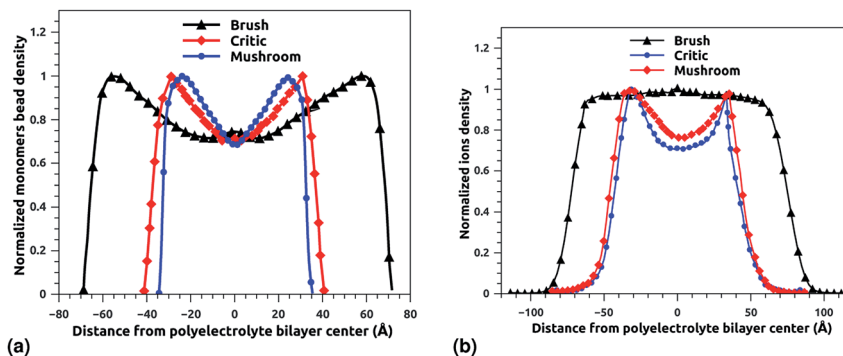 Brush
Critic
Mushroom
Normalized monomers bead density
1.2
1
0.8
0.6
0.4
0.2
0
−80 −60 −40 −20 0 20 40 60 80
Distance from polyelectrolyte bilayer center (Å)
(a)
Brush
Critic
Mushroom
Normalized ions density
1.2
1
0.8
0.6
0.4
0.2
0
−100 −50 0 50 100
Distance from polyelectrolyte bilayer center (Å)
(b)